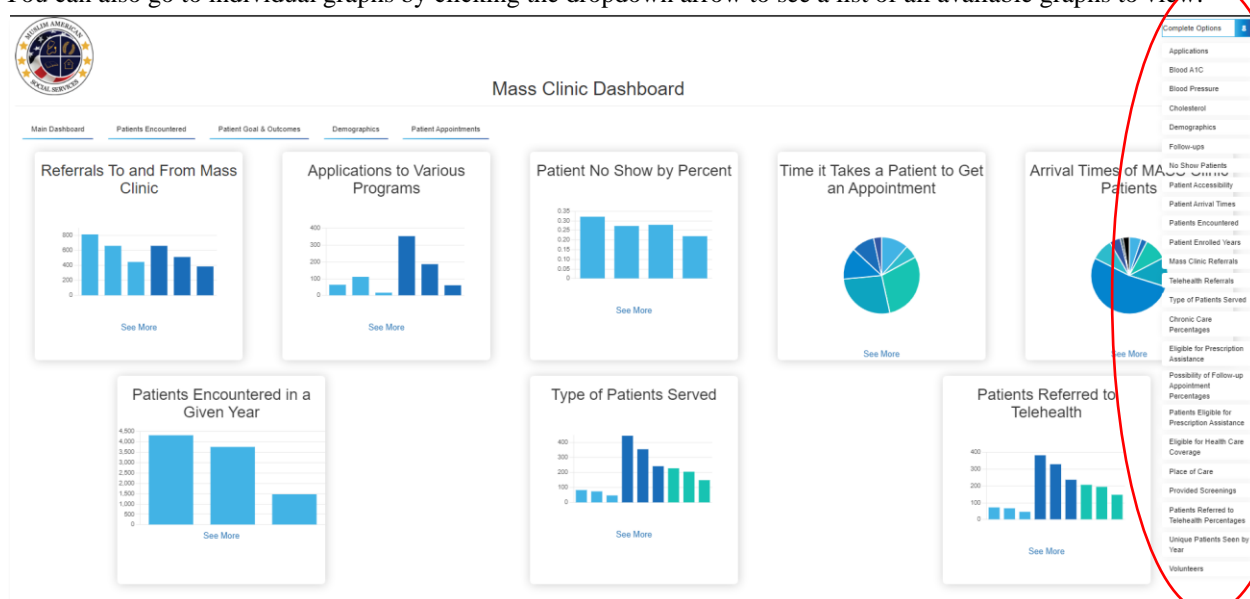 You can also go to individual graphs by clicking the dropdown arrow to see a list of all available graphs to view.
MUSLIM AMERICAN
SOCIAL SERVICES
Mass Clinic Dashboard
Main Dashboard
Patients Encountered
Patient Goal & Outcomes
Demographics
Patient Appointments
Referrals To and From Mass
Clinic
800
600
400
200
0
See More
Applications to Various
Programs
400
300
200
100
0
See More
Patient No Show by Percent
0.35
0.30
0.25
0.20
0.15
0.10
0.05
0
See More
Time it Takes a Patient to Get
an Appointment
See More
Arrival Times of MASS Clinic
Patients
See More
Patients Encountered in a
Given Year
4,500
4,000
3,500
3,000
2,500
2,000
1,500
1,000
500
0
See More
Type of Patients Served
400
300
200
100
0
See More
Patients Referred to
Telehealth
400
300
200
100
0
See More
Complete Options
Applications
Blood A1C
Blood Pressure
Cholesterol
Demographics
Follow-ups
No Show Patients
Patient Accessibility
Patient Arrival Times
Patients Encountered
Patient Enrolled Years
Mass Clinic Referrals
Telehealth Referrals
Type of Patients Served
Chronic Care
Percentages
Eligible for Prescription
Assistance
Possibility of Follow-up
Appointment
Percentages
Patients Eligible for
Prescription Assistance
Eligible for Health Care
Coverage
Place of Care
Provided Screenings
Patients Referred to
Telehealth Percentages
Unique Patients Seen by
Year
Volunteers